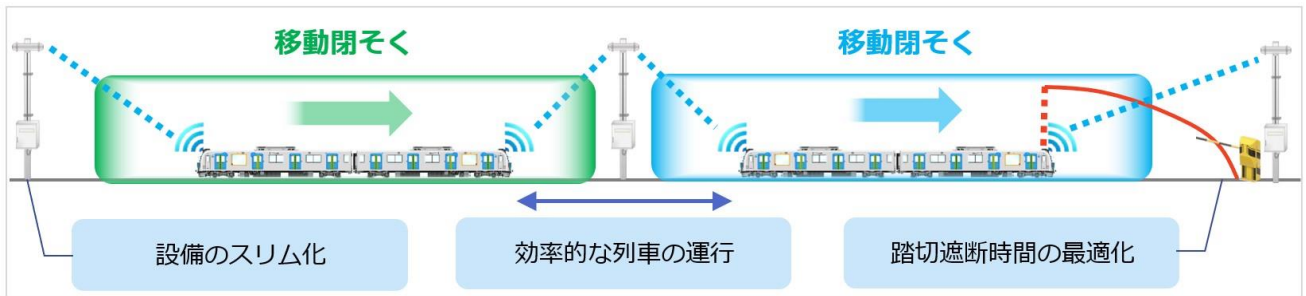 移動閉そく
移動閉そく
設備のスリム化
効率的な列車の運行
踏切遮断時間の最適化